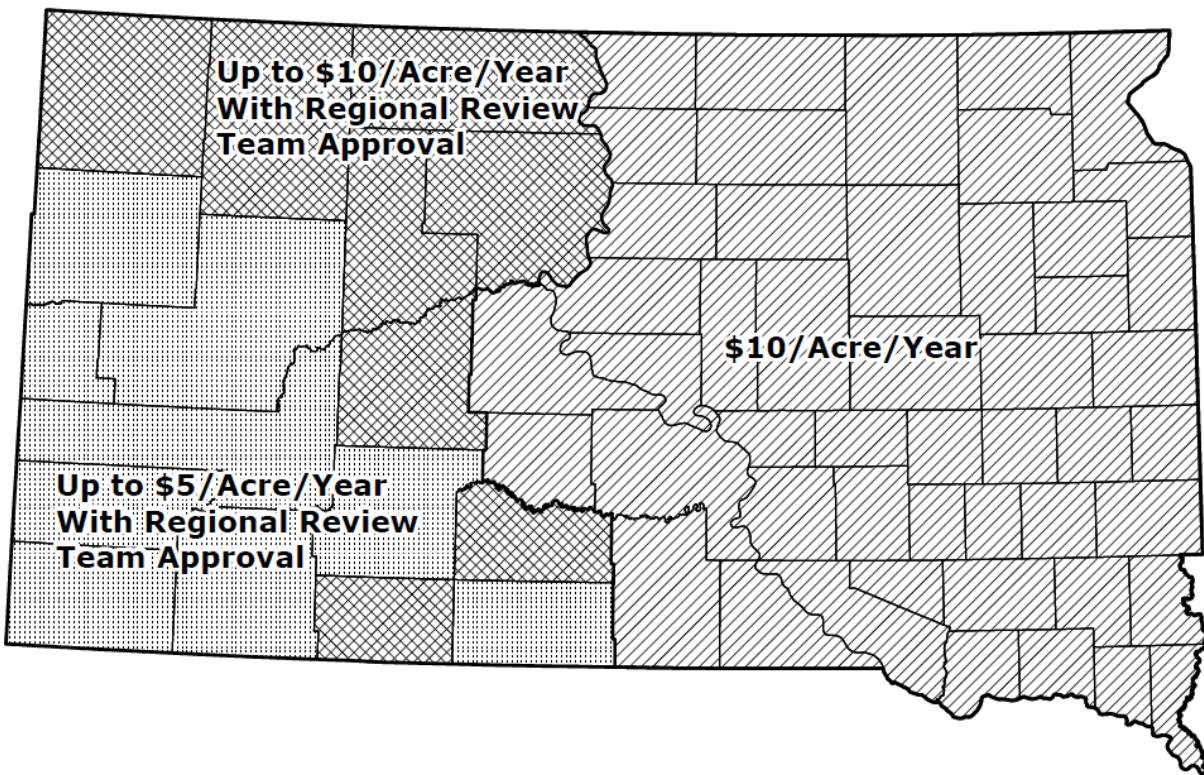 Up to $10/Acre/Year
With Regional Review
Team Approval
$10/Acre/Year
Up to $5/Acre/Year
With Regional Review
Team Approval